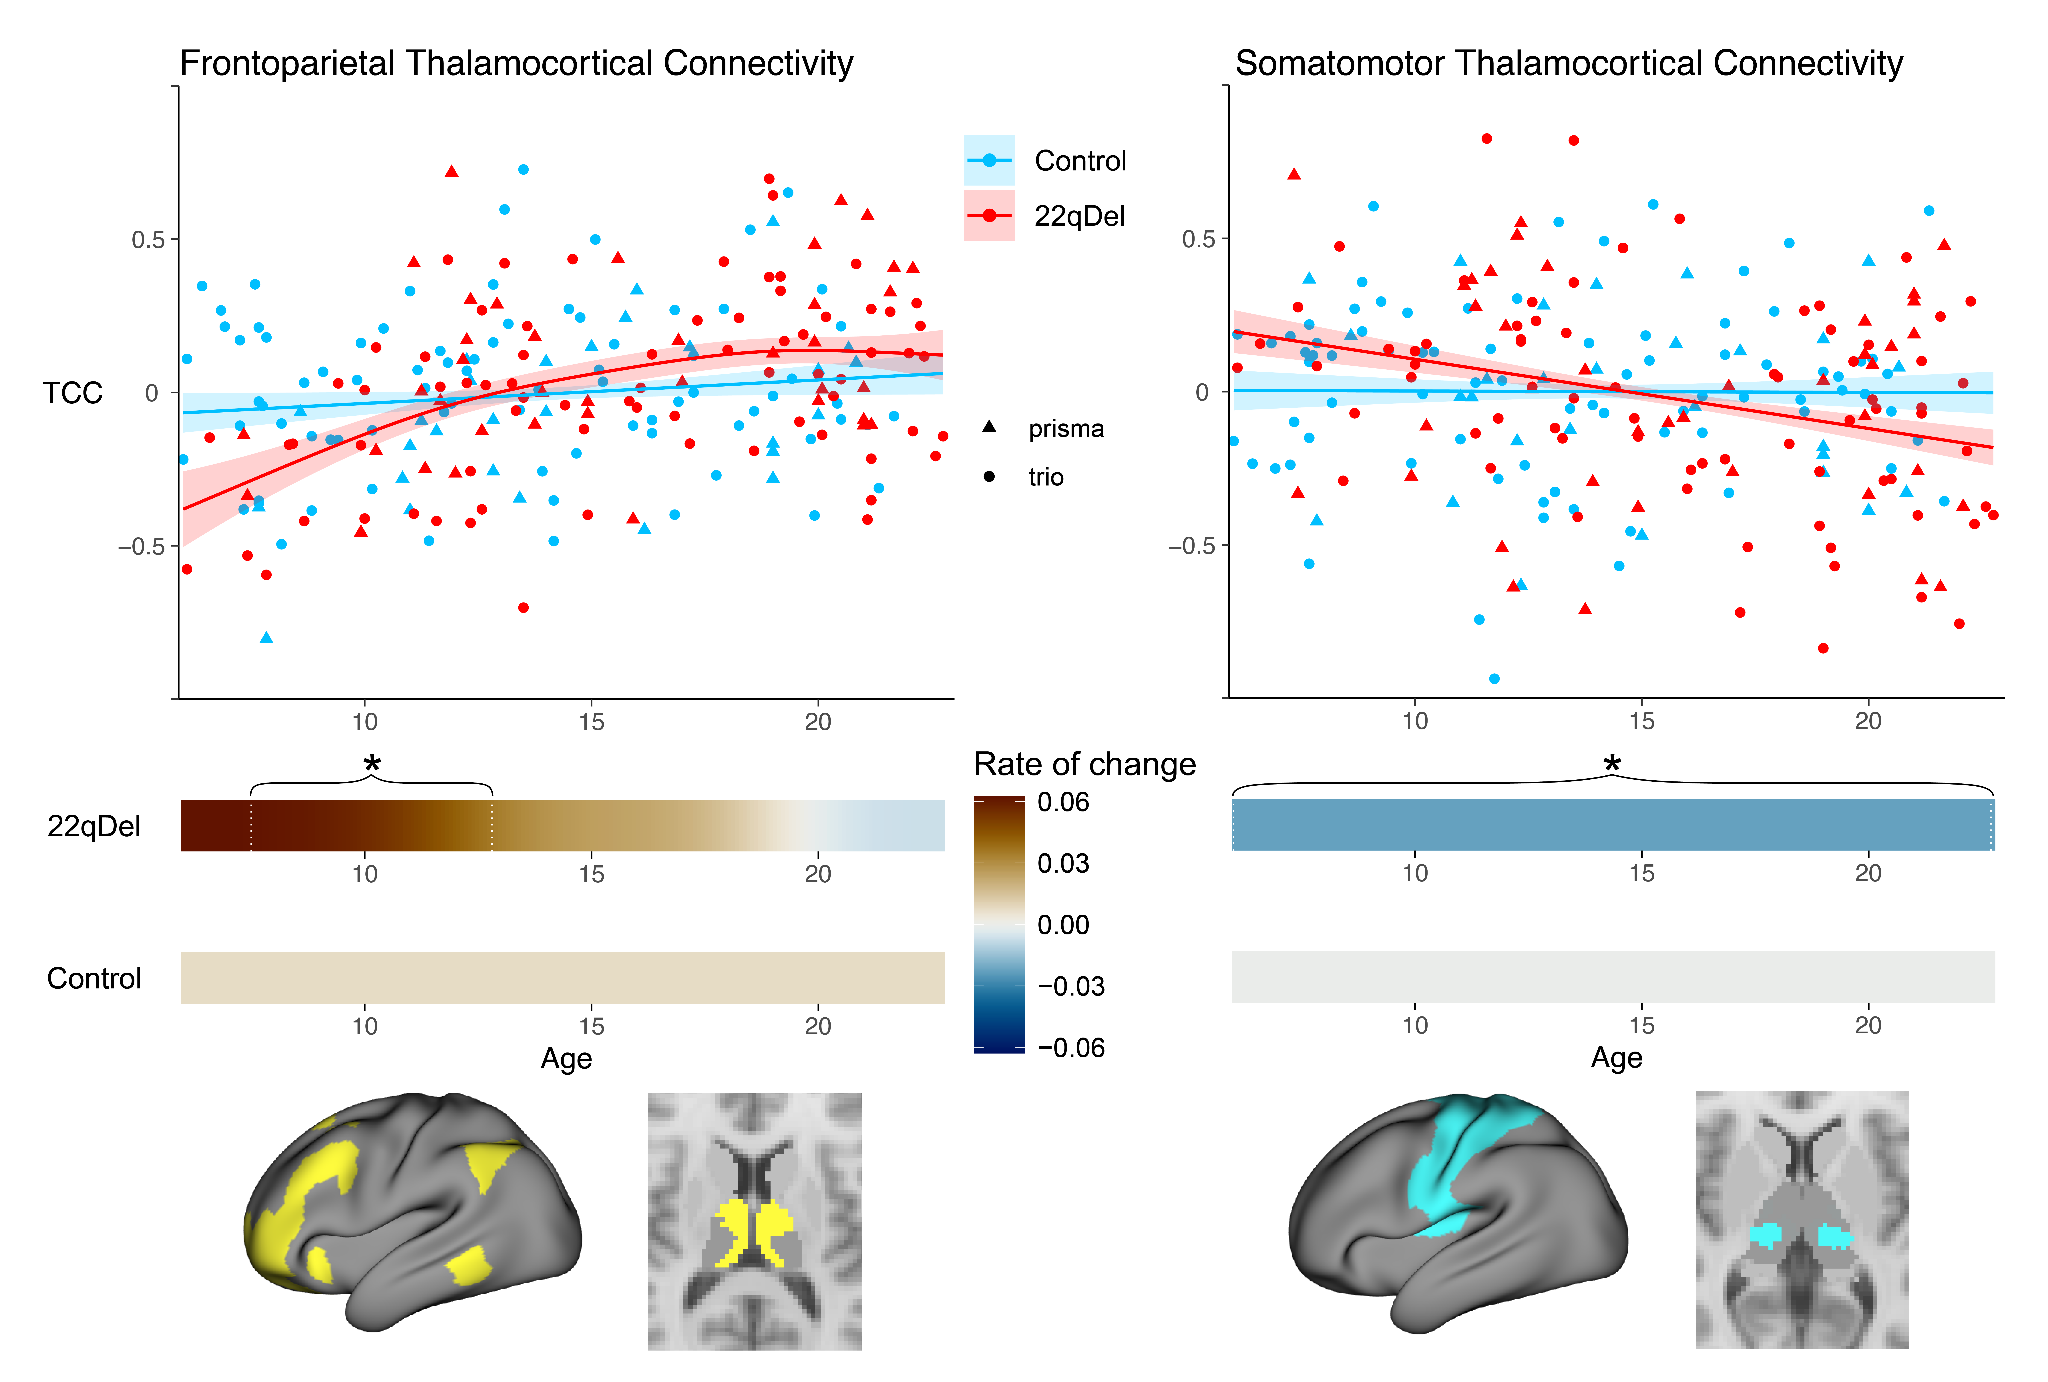 Frontoparietal Thalamocortical Connectivity
Somatomotor Thalamocortical Connectivity
TCC
0.5
0
−0.5
10
15
20
Control
22qDel
prisma
trio
0.5
0
−0.5
10
15
20
*
22qDel
10
15
20
Control
10
15
20
Age
Rate of change
0.06
0.03
0.00
−0.03
−0.06
*
10
15
20
10
15
20
Age